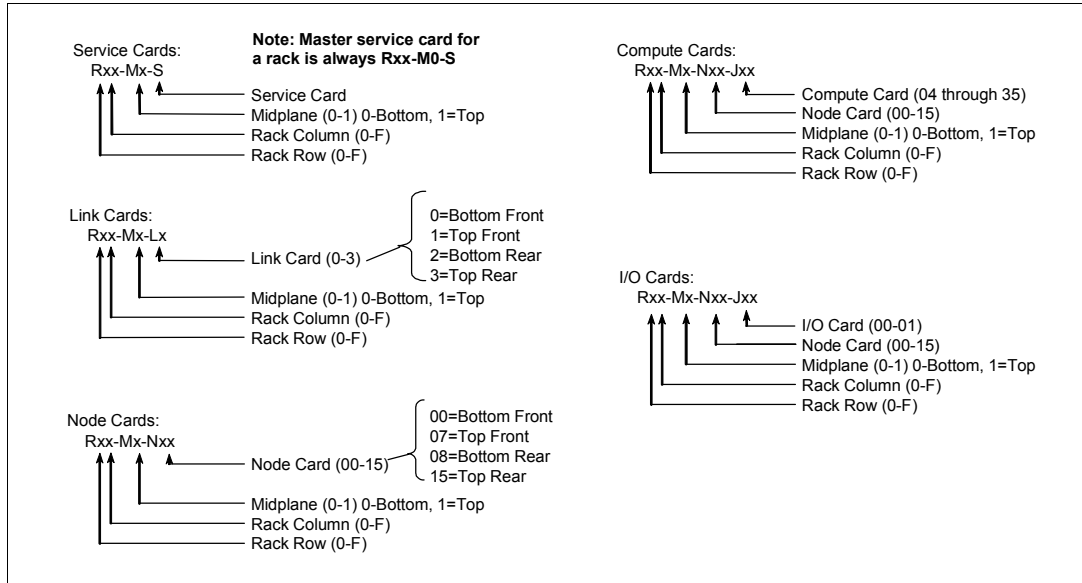 Service Cards:
Rxx-Mx-S
Note: Master service card for
a rack is always Rxx-M0-S
Service Card
Midplane (0-1) 0-Bottom, 1=Top
Rack Column (0-F)
Rack Row (0-F)
Link Cards:
Rxx-Mx-Lx
Link Card (0-3)
0=Bottom Front
1=Top Front
2=Bottom Rear
3=Top Rear
Midplane (0-1) 0-Bottom, 1=Top
Rack Column (0-F)
Rack Row (0-F)
Node Cards:
Rxx-Mx-Nxx
Node Card (00-15)
00=Bottom Front
07=Top Front
08=Bottom Rear
15=Top Rear
Midplane (0-1) 0-Bottom, 1=Top
Rack Column (0-F)
Rack Row (0-F)
Compute Cards:
Rxx-Mx-Nxx-Jxx
Compute Card (04 through 35)
Node Card (00-15)
Midplane (0-1) 0-Bottom, 1=Top
Rack Column (0-F)
Rack Row (0-F)
I/O Cards:
Rxx-Mx-Nxx-Jxx
I/O Card (00-01)
Node Card (00-15)
Midplane (0-1) 0-Bottom, 1=Top
Rack Column (0-F)
Rack Row (0-F)